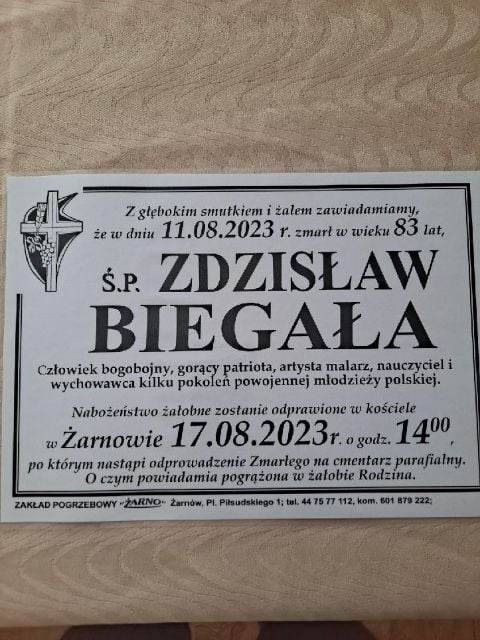 Z głębokim smutkiem i żalem zawiadamiamy,
że w dniu 11.08.2023 r. zmarł w wieku 83 lat,
Ś.P. ZDZISŁAW
BIEGAŁA
Człowiek bogobojny, gorący patriota, artysta malarz, nauczyciel i
wychowawca kilku pokoleń powojennej młodzieży polskiej.
Nabożeństwo żałobne zostanie odprawione w kościele
w Żarnowie 17.08.2023r. o godz. 14⁰⁰,
po którym nastąpi odprowadzenie Zmarłego na cmentarz parafialny.
O czym powiadamia pogrążona w żałobie Rodzina.
ZAKŁAD POGRZEBOWY "ŻARNO" Żarnów, Pl. Piłsudskiego 1; tel. 44 75 77 112, kom. 601 879 222;